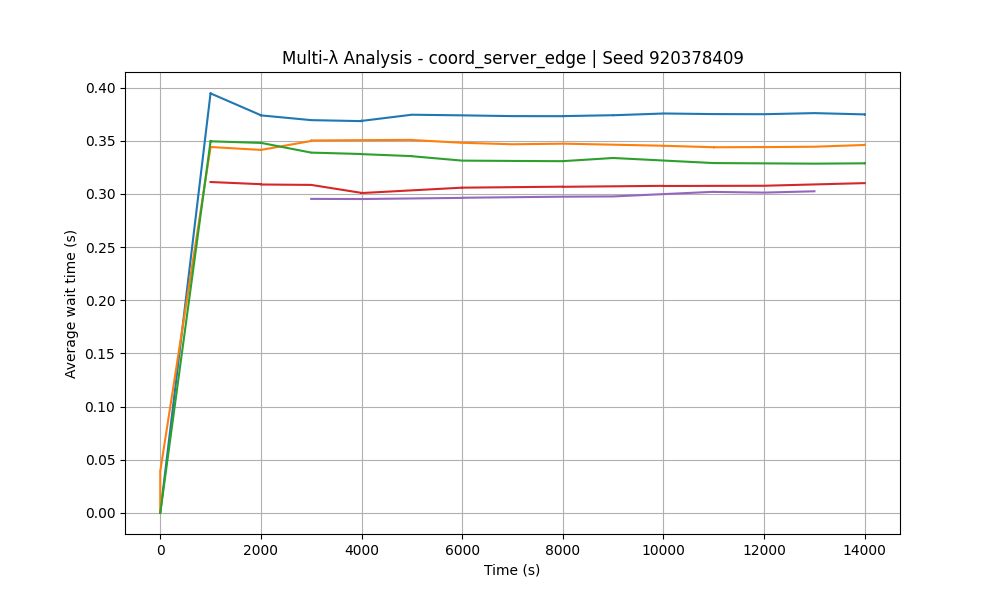 Multi-λ Analysis - coord_server_edge | Seed 920378409
0.40
0.35
0.30
0.25
0.20
0.15
0.10
0.05
0.00
Average wait time (s)
0 2000 4000 6000 8000 10000 12000 14000
Time (s)